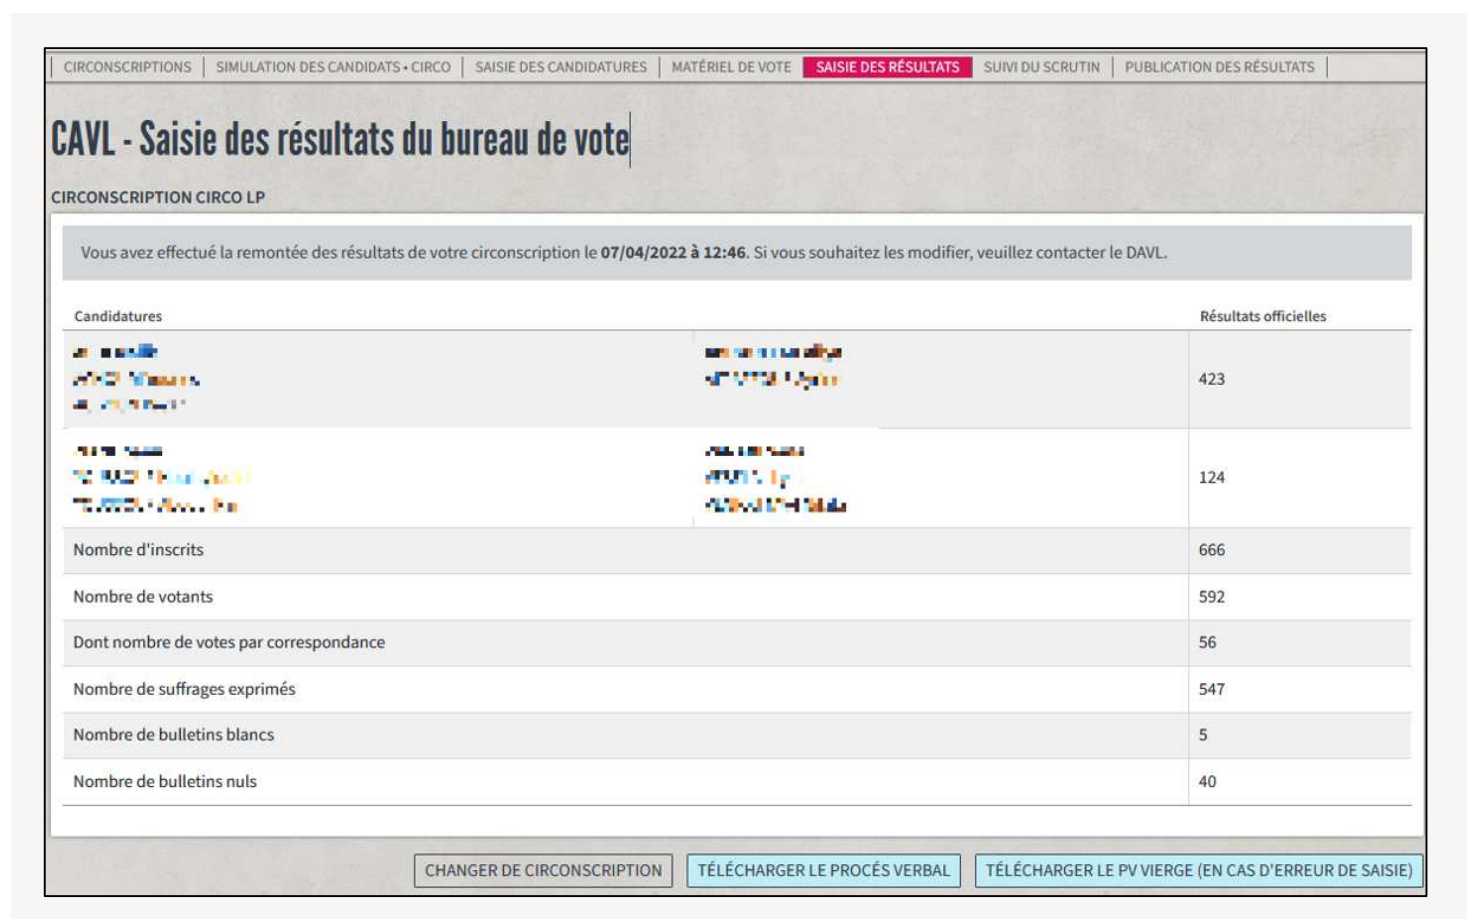 CIRCONSCRIPTIONS | SIMULATION DES CANDIDATS • CIRCO | SAISIE DES CANDIDATURES | MATÉRIEL DE VOTE SAISIE DES RÉSULTATS SUIVI DU SCRUTIN | PUBLICATION DES RÉSULTATS |
CAVL - Saisie des résultats du bureau de vote
CIRCONSCRIPTION CIRCO LP
Vous avez effectué la remontée des résultats de votre circonscription le 07/04/2022 à 12:46. Si vous souhaitez les modifier, veuillez contacter le DAVL.
Candidatures Résultats officielles
423
124
Nombre d'inscrits 666
Nombre de votants 592
Dont nombre de votes par correspondance 56
Nombre de suffrages exprimés 547
Nombre de bulletins blancs 5
Nombre de bulletins nuls 40
CHANGER DE CIRCONSCRIPTION TÉLÉCHARGER LE PROCÉS VERBAL TÉLÉCHARGER LE PV VIERGE (EN CAS D'ERREUR DE SAISIE)